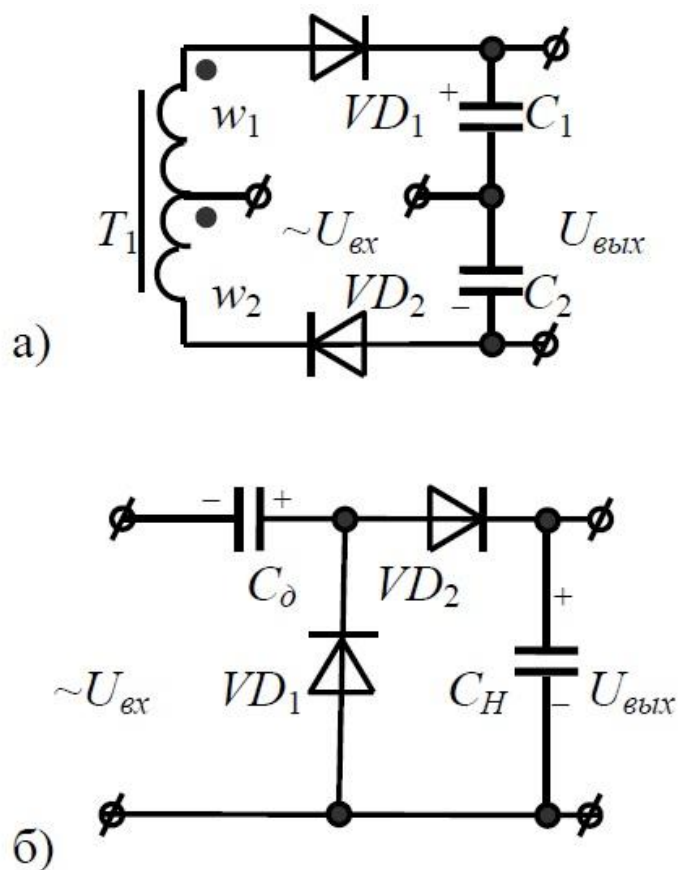 +
w₁ VD₁ C₁
T₁ ~Uвх Uвых
w₂ VD₂ – C₂
а)
– +
Cд VD₂
+
~Uвх VD₁ CН – Uвых
б)